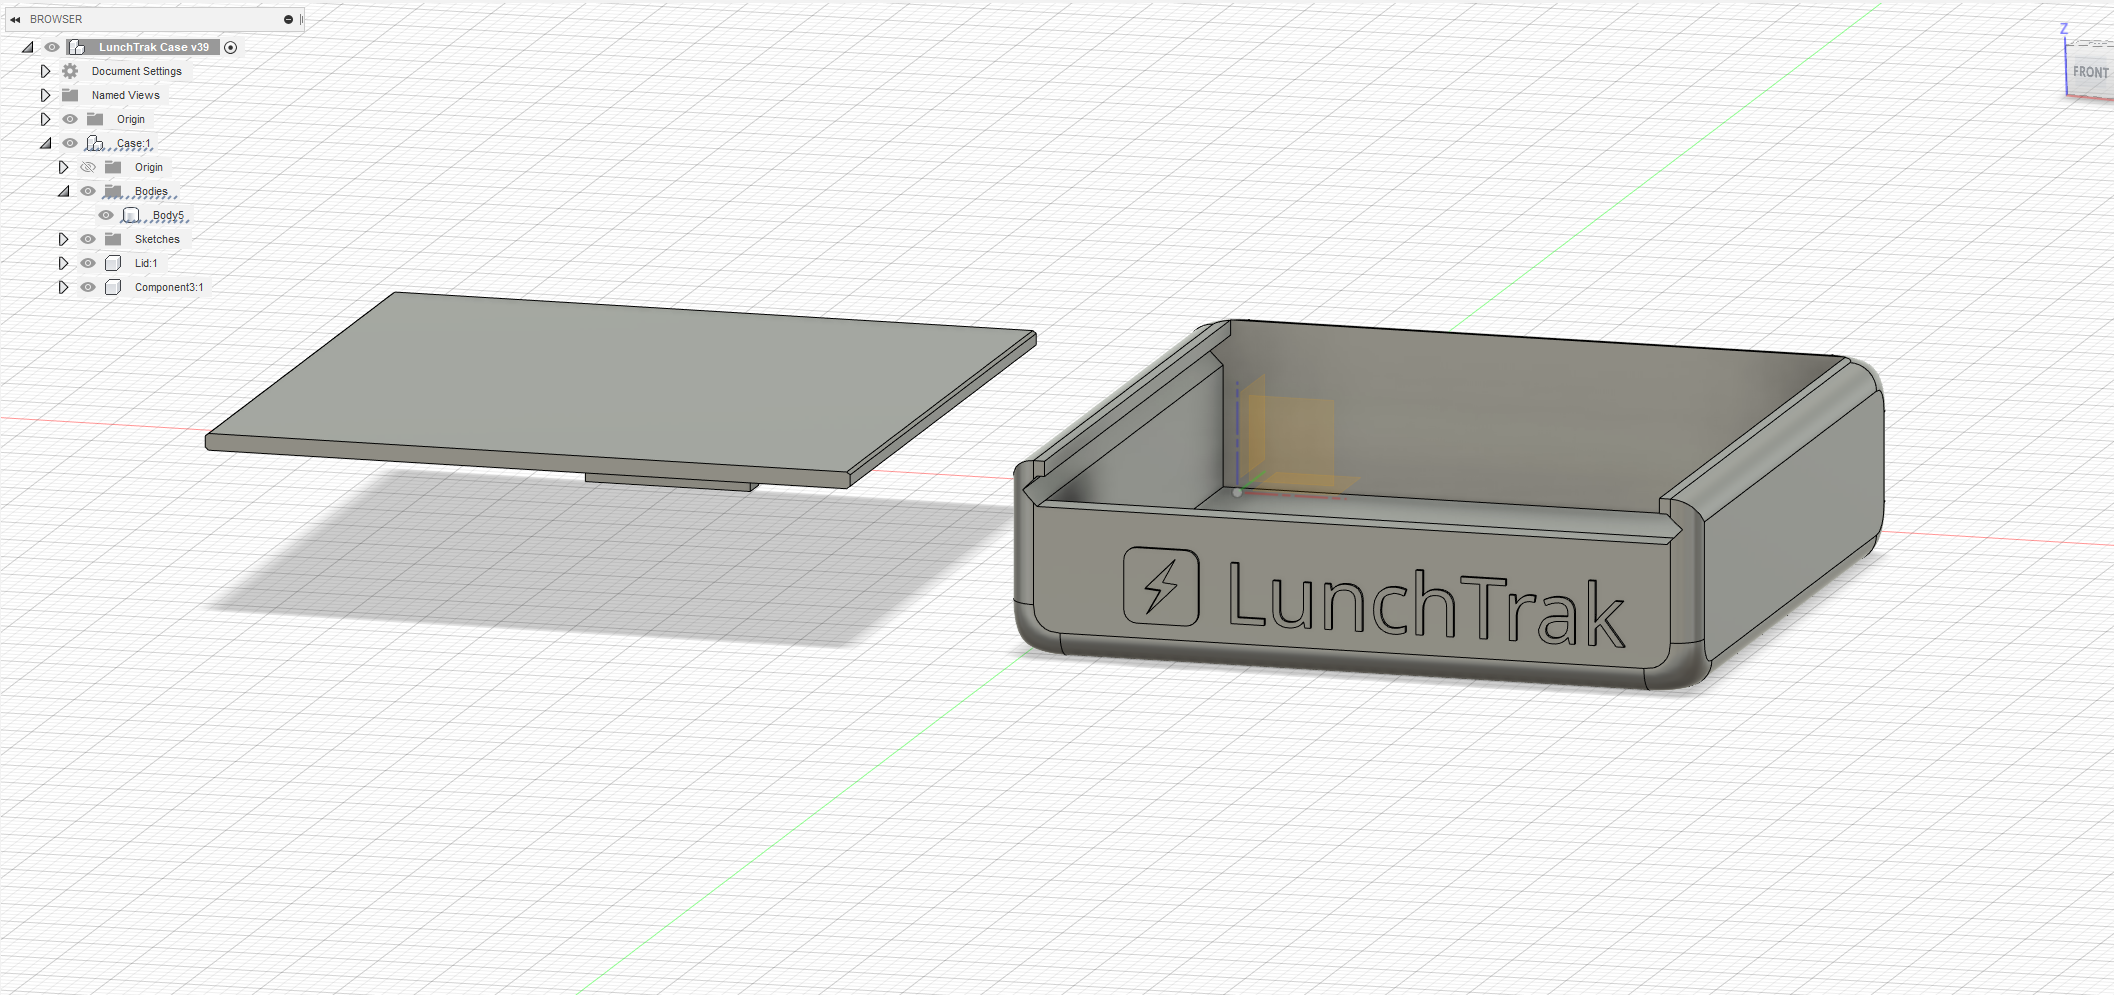 BROWSER
LunchTrak Case v39
Document Settings
Named Views
Origin
Case:1
Origin
Bodies
Body5
Sketches
Lid:1
Component3:1
Z
FRONT
LunchTrak